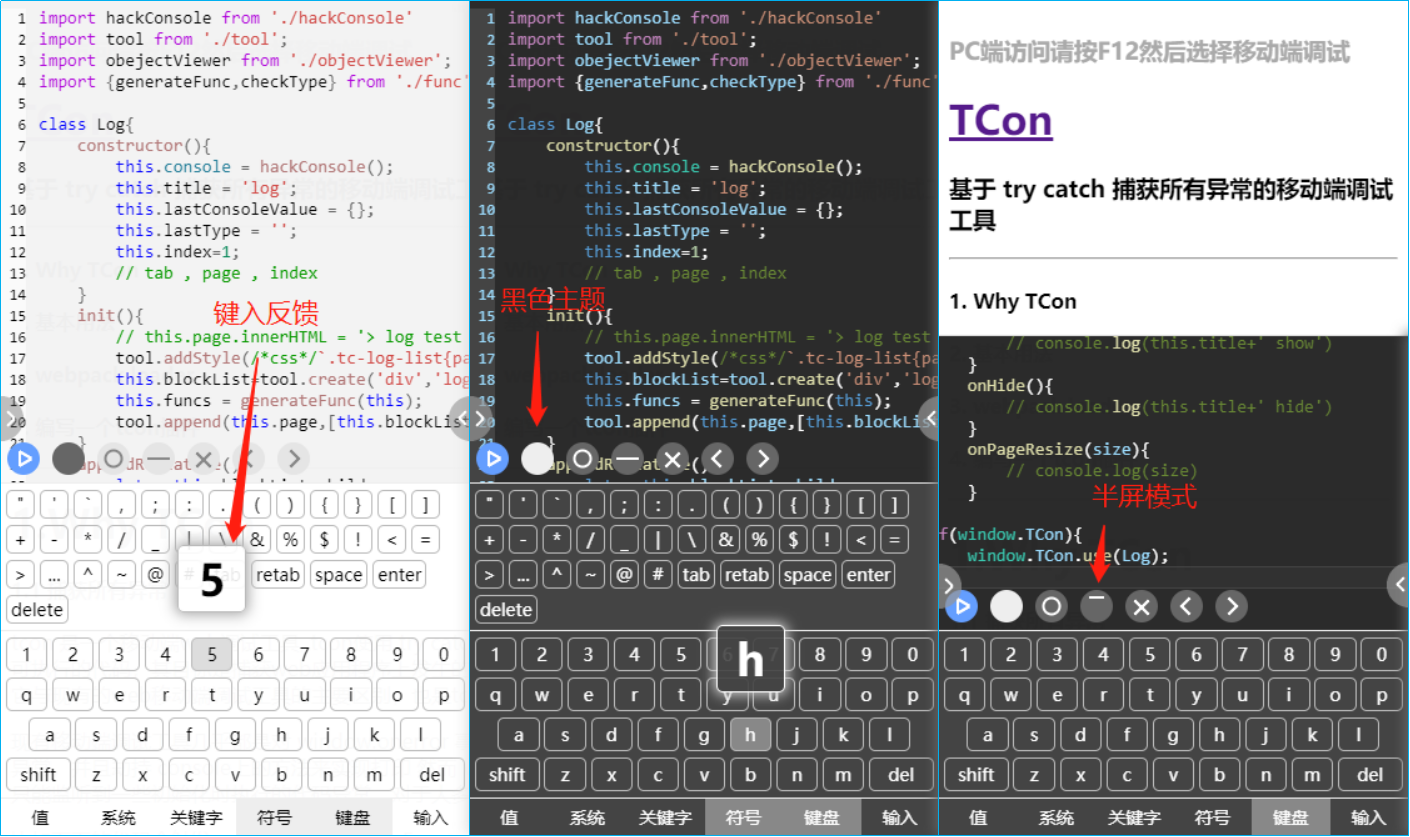 1 import hackConsole from './hackConsole'
2 import tool from './tool';
3 import obejectViewer from './objectViewer';
4 import {generateFunc,checkType} from './func'
5
6 class Log{
7 constructor(){
8 this.console = hackConsole();
9 this.title = 'log';
10 this.lastConsoleValue = {};
11 this.lastType = '';
12 this.index=1;
13 // tab , page , index
14 }
15 init(){
键入反馈
16 // this.page.innerHTML = '> log test
17 tool.addStyle(/*css*/`.tc-log-list{pa
18 this.blockList=tool.create('div','log
19 this.funcs = generateFunc(this);
20 tool.append(this.page,[this.blockLis
21 }
" ' ` , ; : . ( ) { } [ ]
+ - * / _ | \ & % $ ! < =
> ... ^ ~ @ # tab retab space enter
5
delete
1 2 3 4 5 6 7 8 9 0
q w e r t y u i o p
a s d f g h j k l
shift z x c v b n m del
值 系统 关键字 符号 键盘 输入
1 import hackConsole from './hackConsole'
2 import tool from './tool';
3 import obejectViewer from './objectViewer';
4 import {generateFunc,checkType} from './func'
5
6 class Log{
7 constructor(){
8 this.console = hackConsole();
9 this.title = 'log';
10 this.lastConsoleValue = {};
11 this.lastType = '';
12 this.index=1;
13 // tab , page , index
14 }
黑色主题
15 init(){
16 // this.page.innerHTML = '> log test
17 tool.addStyle(/*css*/`.tc-log-list{pa
18 this.blockList=tool.create('div','log
19 this.funcs = generateFunc(this);
20 tool.append(this.page,[this.blockLis
21 }
" ' ` , ; : . ( ) { } [ ]
+ - * / _ | \ & % $ ! < =
> ... ^ ~ @ # tab retab space enter
delete
h
1 2 3 4 5 6 7 8 9 0
q w e r t y u i o p
a s d f g h j k l
shift z x c v b n m del
值 系统 关键字 符号 键盘 输入
PC端访问请按F12然后选择移动端调试
TCon
基于 try catch 捕获所有异常的移动端调试
工具
1. Why TCon
// console.log(this.title+' show')
}
onHide(){
// console.log(this.title+' hide')
}
onPageResize(size){
// console.log(size)
}
半屏模式
f(window.TCon){
window.TCon.use(Log);
1 2 3 4 5 6 7 8 9 0
q w e r t y u i o p
a s d f g h j k l
shift z x c v b n m del
值 系统 关键字 符号 键盘 输入